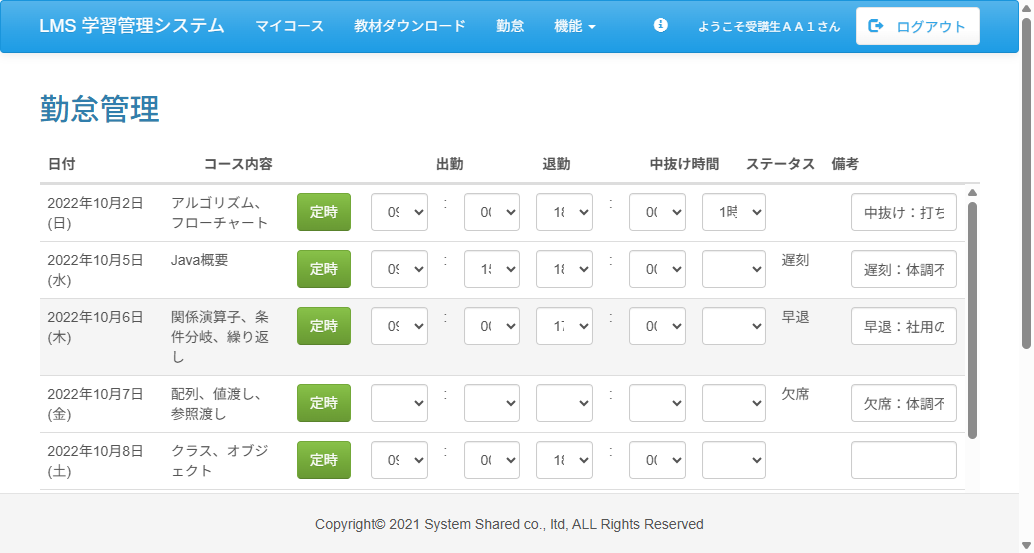 LMS 学習管理システム マイコース 教材ダウンロード 勤怠 機能 ようこそ受講生ＡＡ１さん ログアウト
勤怠管理
日付 コース内容 出勤 退勤 中抜け時間 ステータス 備考
2022年10月2日 アルゴリズム、 定時 09 : 00 18 : 00 1時 中抜け：打ち
(日) フローチャート
2022年10月5日 Java概要 定時 09 : 15 18 : 00 遅刻 遅刻：体調不
(水)
2022年10月6日 関係演算子、条 定時 09 : 00 17 : 00 早退 早退：社用の
(木) 件分岐、繰り返
し
2022年10月7日 配列、値渡し、 定時 : : 欠席 欠席：体調不
(金) 参照渡し
2022年10月8日 クラス、オブジ 定時 09 : 00 18 : 00
(土) ェクト
Copyright© 2021 System Shared co., ltd, ALL Rights Reserved